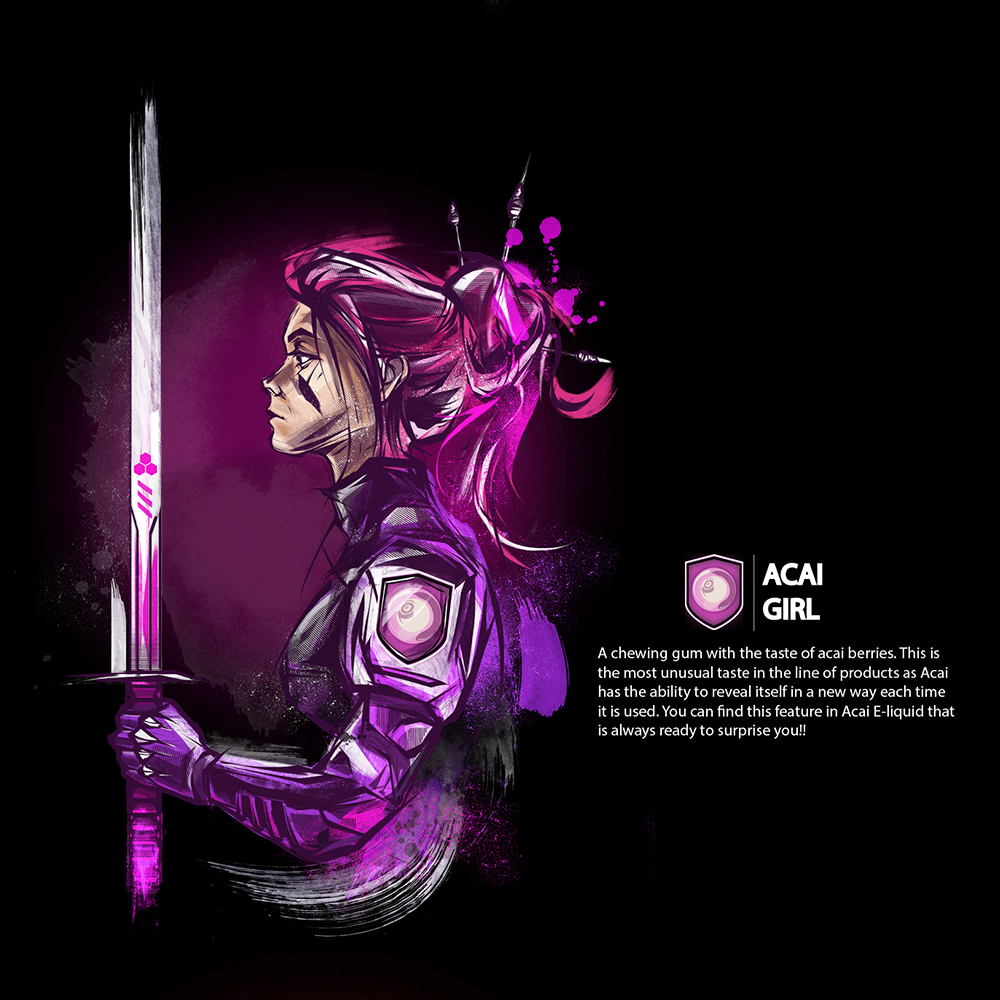 ACAI
GIRL
A chewing gum with the taste of acai berries. This is
the most unusual taste in the line of products as Acai
has the ability to reveal itself in a new way each time
it is used. You can find this feature in Acai E-liquid that
is always ready to surprise you!!